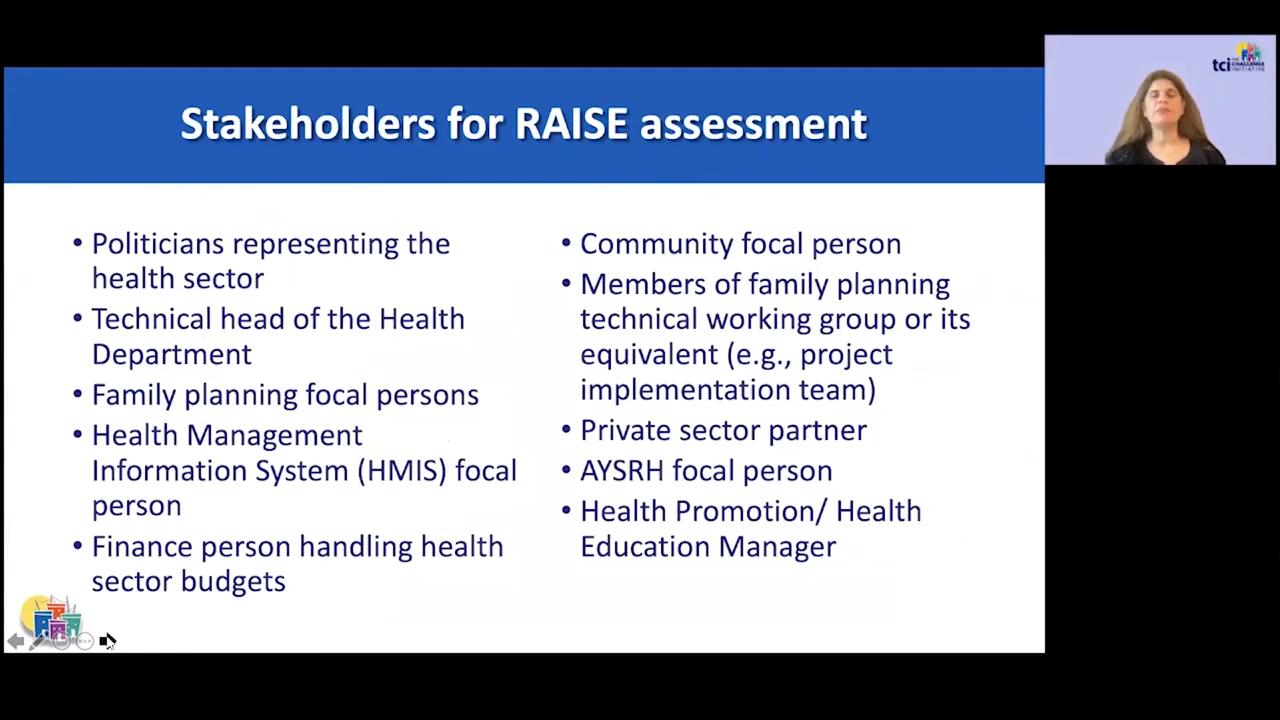 Stakeholders for RAISE assessment
• Politicians representing the
health sector
• Technical head of the Health
Department
• Family planning focal persons
• Health Management
Information System (HMIS) focal
person
• Finance person handling health
sector budgets
• Community focal person
• Members of family planning
technical working group or its
equivalent (e.g., project
implementation team)
• Private sector partner
• AYSRH focal person
• Health Promotion/ Health
Education Manager
tci THE
CHALLENGE
INITIATIVE